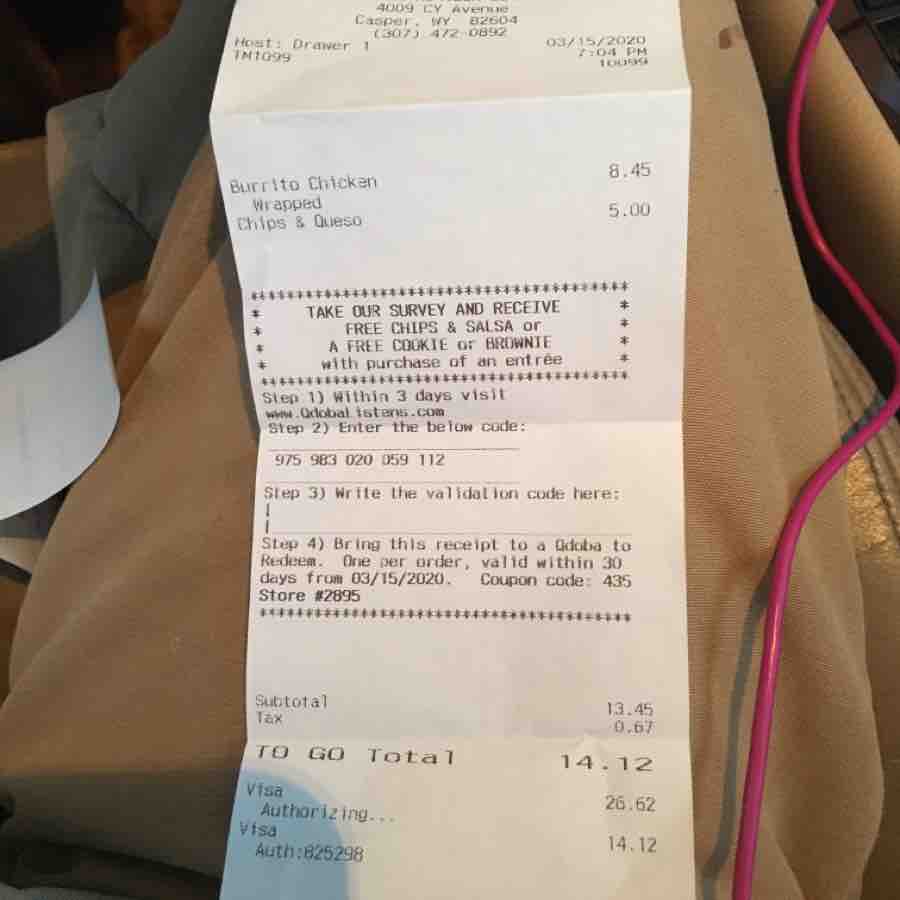 4009 CY Avenue
Casper, WY 82604
(307) 472-0892
Host: Drawer 1 03/15/2020
TM1099 7:04 PM
10099
Burrito Chicken 8.45
Wrapped
Chips & Queso 5.00
****************************************
* TAKE OUR SURVEY AND RECEIVE *
* FREE CHIPS & SALSA or *
* A FREE COOKIE or BROWNIE *
* with purchase of an entrée *
****************************************
Step 1) Within 3 days visit
www.QdobaListens.com
Step 2) Enter the below code:
975 983 020 059 112
Step 3) Write the validation code here:
Step 4) Bring this receipt to a Qdoba to
Redeem. One per order, valid within 30
days from 03/15/2020. Coupon code: 435
Store #2895
****************************************
Subtotal 13.45
Tax 0.67
TO GO Total 14.12
Visa 26.62
Authorizing...
Visa 14.12
Auth:825298